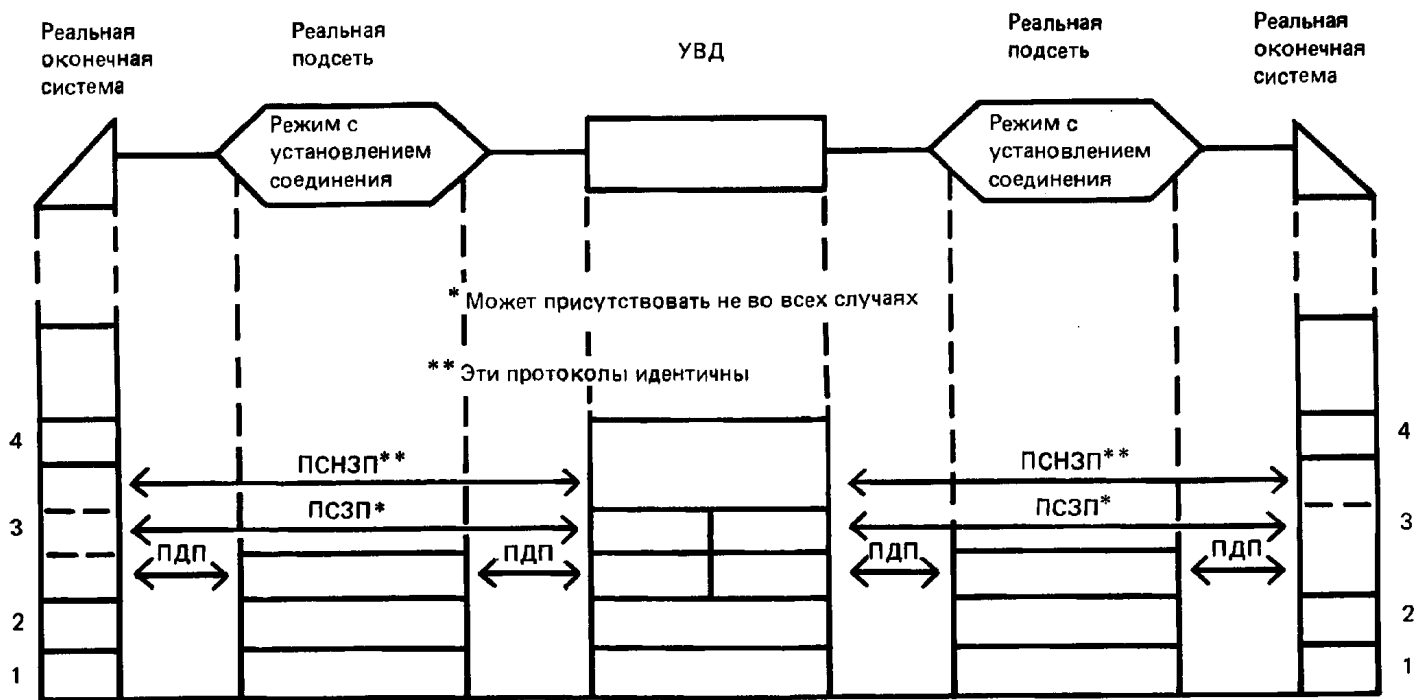 Реальная
оконечная
система
Реальная
подсеть
УВД
Реальная
подсеть
Реальная
оконечная
система
Режим с
установлением
соединения
Режим с
установлением
соединения
* Может присутствовать не во всех случаях
** Эти протоколы идентичны
4
4
ПСНЗП**
ПСНЗП**
ПСЗП*
ПСЗП*
3
3
ПДП
ПДП
ПДП
ПДП
2
2
1
1